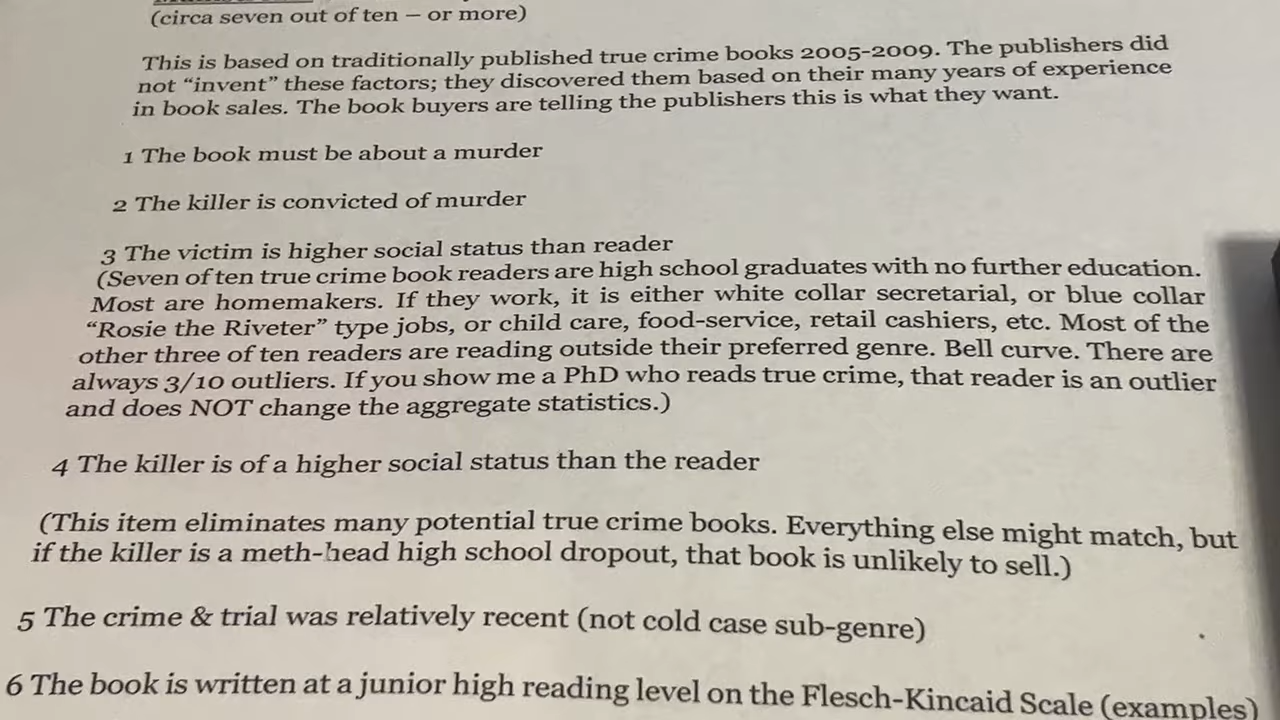 (circa seven out of ten – or more)
This is based on traditionally published true crime books 2005-2009. The publishers did
not “invent” these factors; they discovered them based on their many years of experience
in book sales. The book buyers are telling the publishers this is what they want.
1 The book must be about a murder
2 The killer is convicted of murder
3 The victim is higher social status than reader
(Seven of ten true crime book readers are high school graduates with no further education.
Most are homemakers. If they work, it is either white collar secretarial, or blue collar
“Rosie the Riveter” type jobs, or child care, food-service, retail cashiers, etc. Most of the
other three of ten readers are reading outside their preferred genre. Bell curve. There are
always 3/10 outliers. If you show me a PhD who reads true crime, that reader is an outlier
and does NOT change the aggregate statistics.)
4 The killer is of a higher social status than the reader
(This item eliminates many potential true crime books. Everything else might match, but
if the killer is a meth-head high school dropout, that book is unlikely to sell.)
5 The crime & trial was relatively recent (not cold case sub-genre)
6 The book is written at a junior high reading level on the Flesch-Kincaid Scale (examples)